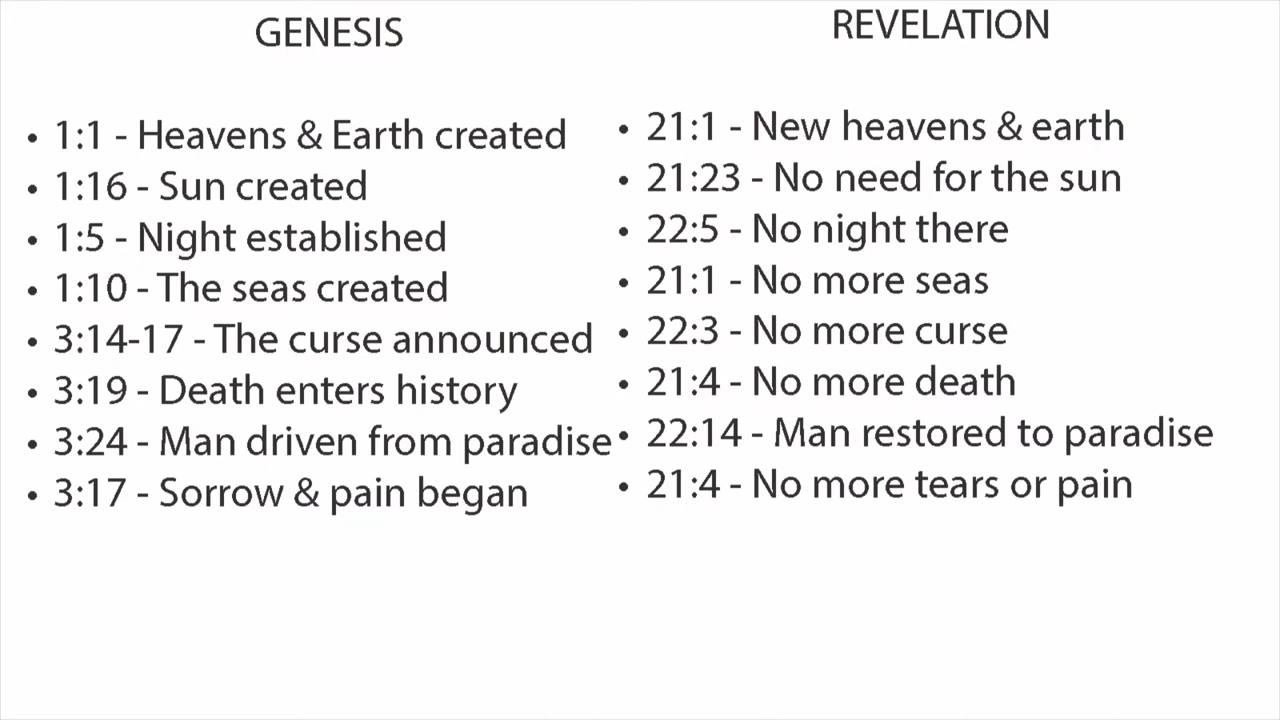 GENESIS
• 1:1 - Heavens & Earth created
• 1:16 - Sun created
• 1:5 - Night established
• 1:10 - The seas created
• 3:14-17 - The curse announced
• 3:19 - Death enters history
• 3:24 - Man driven from paradise
• 3:17 - Sorrow & pain began
REVELATION
• 21:1 - New heavens & earth
• 21:23 - No need for the sun
• 22:5 - No night there
• 21:1 - No more seas
• 22:3 - No more curse
• 21:4 - No more death
• 22:14 - Man restored to paradise
• 21:4 - No more tears or pain